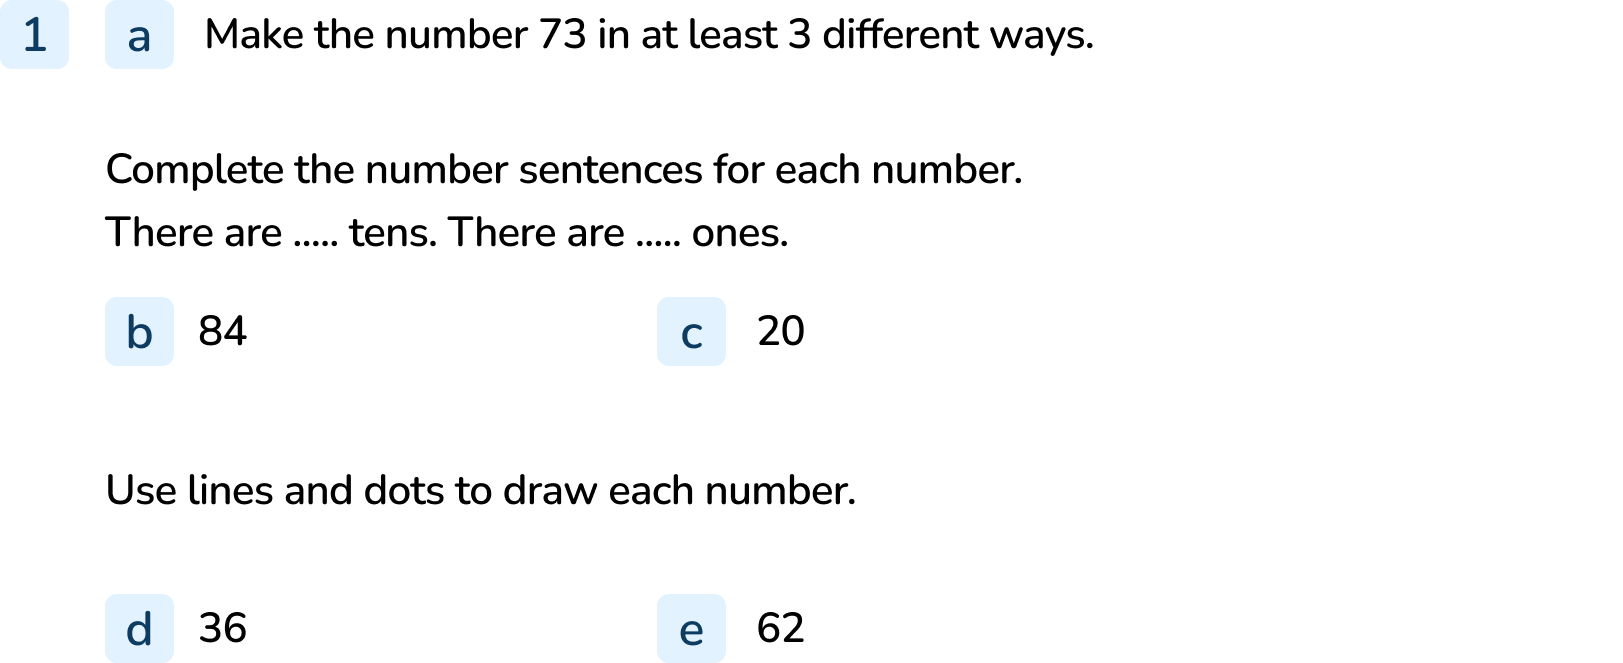 1 a Make the number 73 in at least 3 different ways.
Complete the number sentences for each number.
There are ..... tens. There are ..... ones.
b 84 c 20
Use lines and dots to draw each number.
d 36 e 62